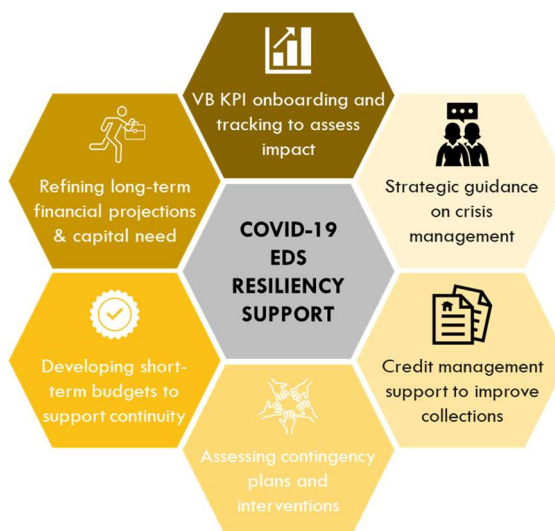 VB KPI onboarding and
tracking to assess
impact
Strategic guidance
on crisis
management
Credit management
support to improve
collections
Assessing contingency
plans and
interventions
Developing short-
term budgets to
support continuity
Refining long-term
financial projections
& capital need
COVID-19
EDS
RESILIENCY
SUPPORT